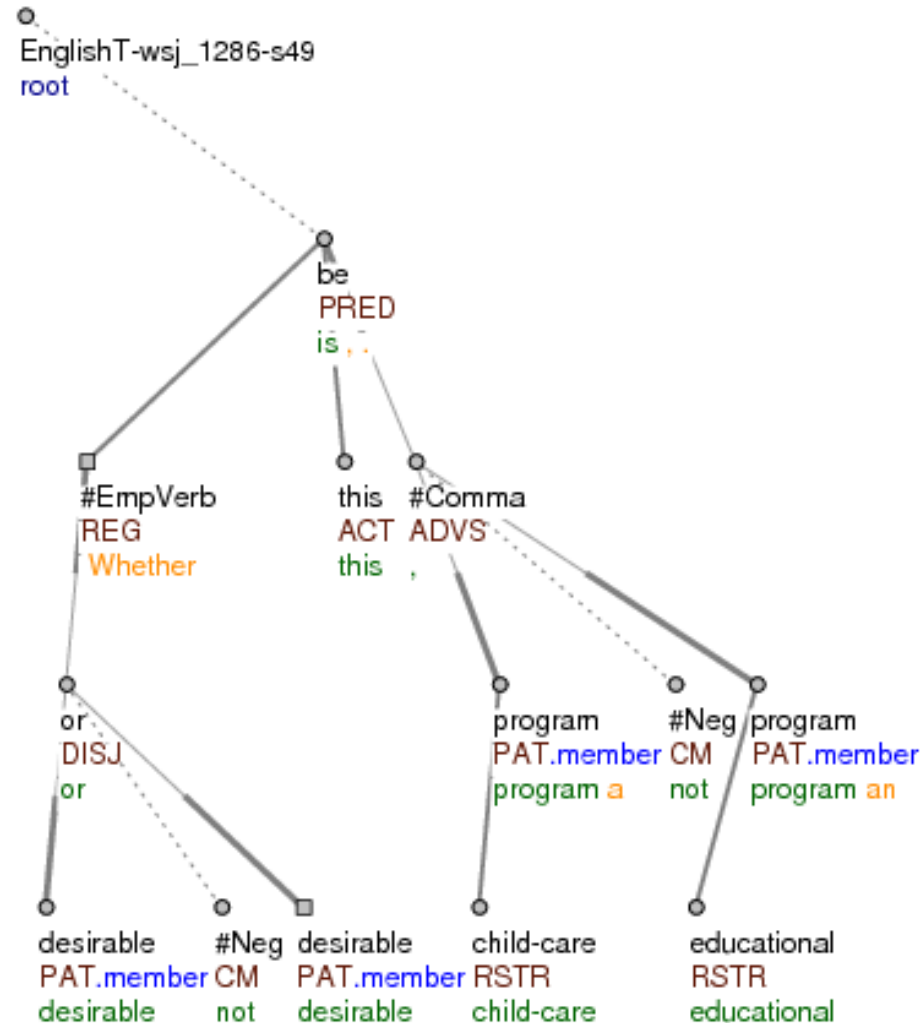 EnglishT-wsj_1286-s49
root
be
PRED
is , .
#EmpVerb
REG
Whether
this
ACT
this
#Comma
ADVS
,
or
DISJ
or
program
PAT.member
program a
#Neg
CM
not
program
PAT.member
program an
desirable
PAT.member
desirable
#Neg
CM
not
desirable
PAT.member
desirable
child-care
RSTR
child-care
educational
RSTR
educational